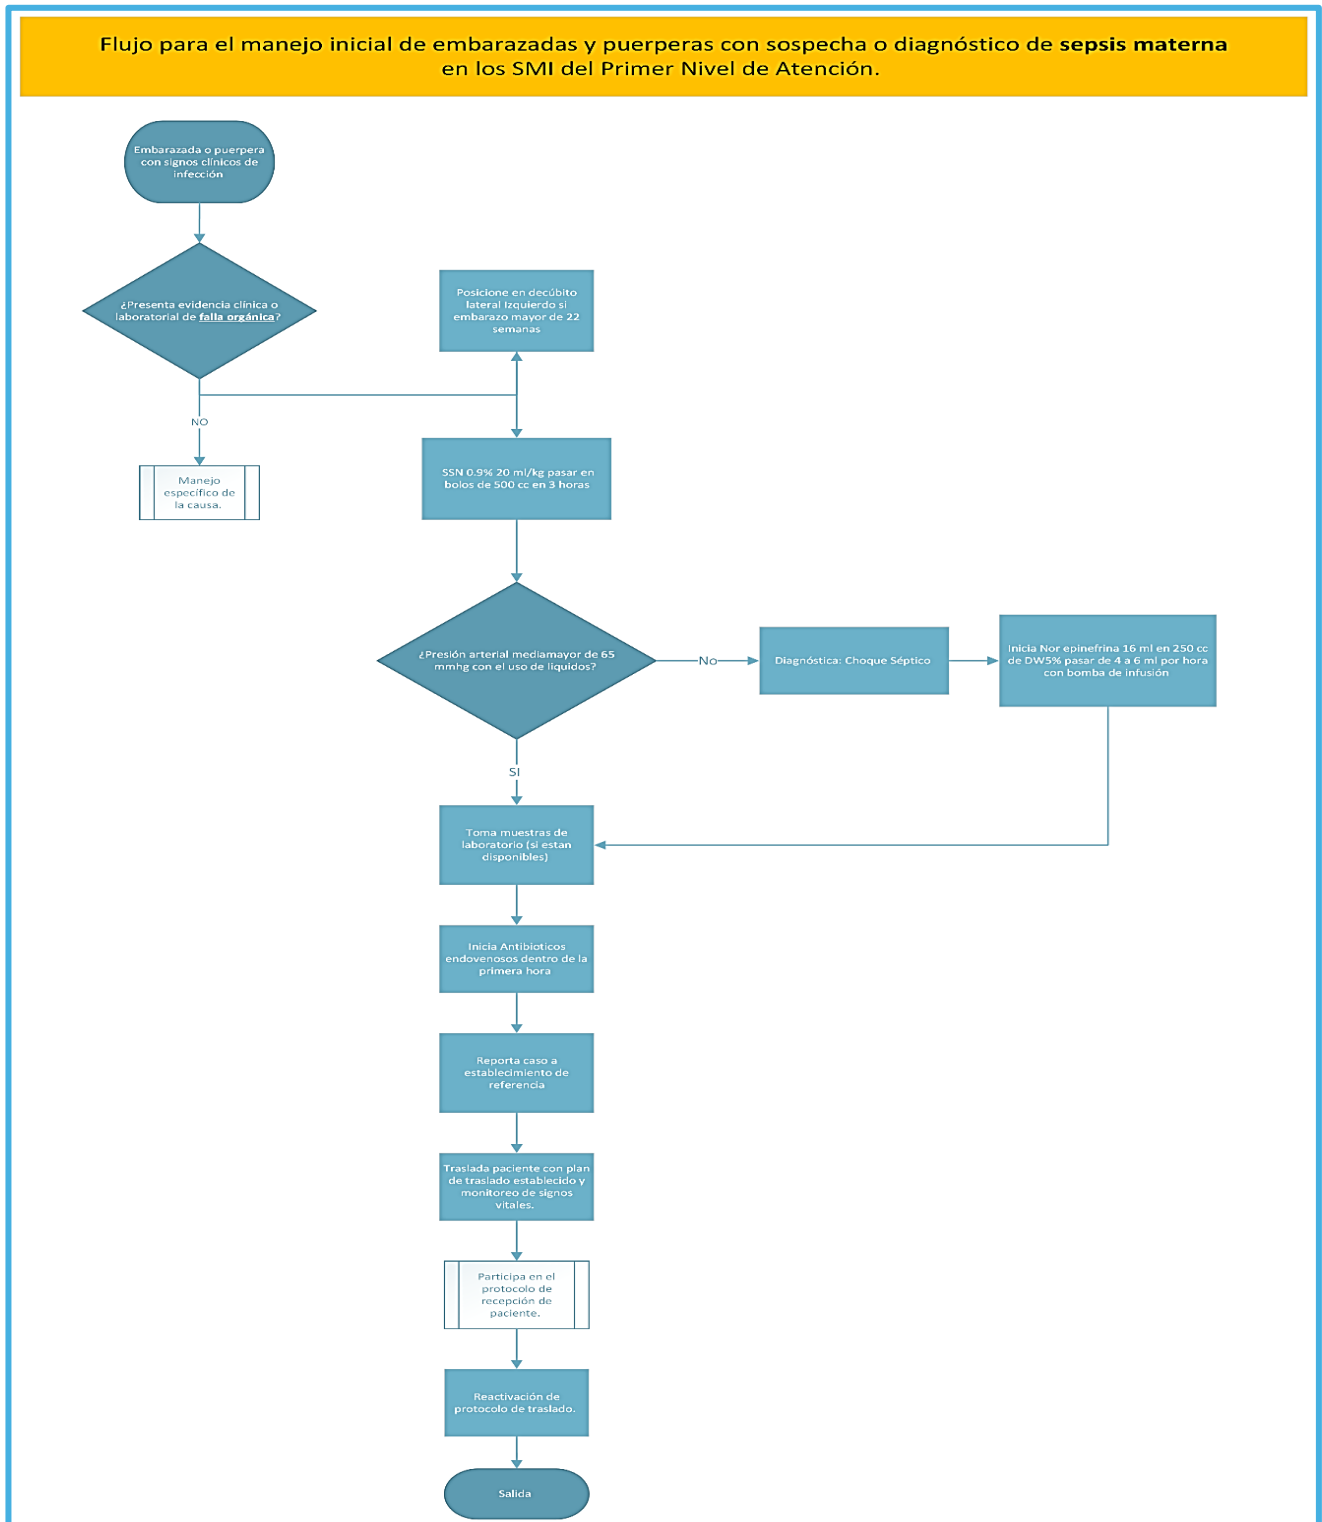 Flujo para el manejo inicial de embarazadas y puerperas con sospecha o diagnóstico de sepsis materna
en los SMI del Primer Nivel de Atención.
Embarazada o puerpera
con signos clínicos de
infección
¿Presenta evidencia clínica o
laboratorial de falla orgánica?
Posicione en decúbito
lateral Izquierdo si
embarazo mayor de 22
semanas
NO
Manejo
específico de
la causa.
SSN 0.9% 20 ml/kg pasar en
bolos de 500 cc en 3 horas
¿Presión arterial mediamayor de 65
mmhg con el uso de liquidos?
No
Diagnóstica: Choque Séptico
Inicia Nor epinefrina 16 ml en 250 cc
de DW5% pasar de 4 a 6 ml por hora
con bomba de infusión
SI
Toma muestras de
laboratorio (si estan
disponibles)
Inicia Antibioticos
endovenosos dentro de la
primera hora
Reporta caso a
establecimiento de
referencia
Traslada paciente con plan
de traslado establecido y
monitoreo de signos
vitales.
Participa en el
protocolo de
recepción de
paciente.
Reactivación de
protocolo de traslado.
Salida